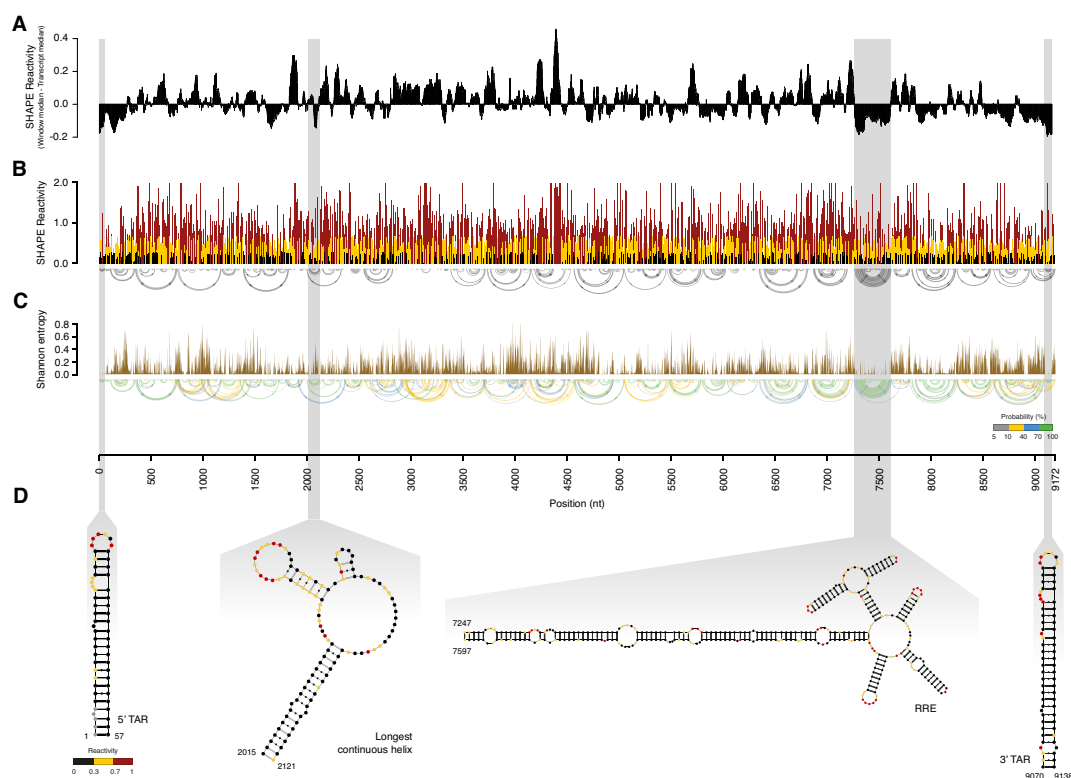 A
SHAPE Reactivity
(Window median - Transcript median)
0.4
0.2
0.0
-0.2
B
SHAPE Reactivity
2.0
1.0
0.0
C
Shannon entropy
0.8
0.6
0.4
0.2
0.0
Probability (%)
5 10 40 70 100
0 500 1000 1500 2000 2500 3000 3500 4000 4500 5000 5500 6000 6500 7000 7500 8000 8500 9000 9172
Position (nt)
D
7247
7597
RRE
5' TAR
1 57
Longest
continuous helix
2015
2121
Reactivity
0 0.3 0.7 1
3' TAR
9070 9138